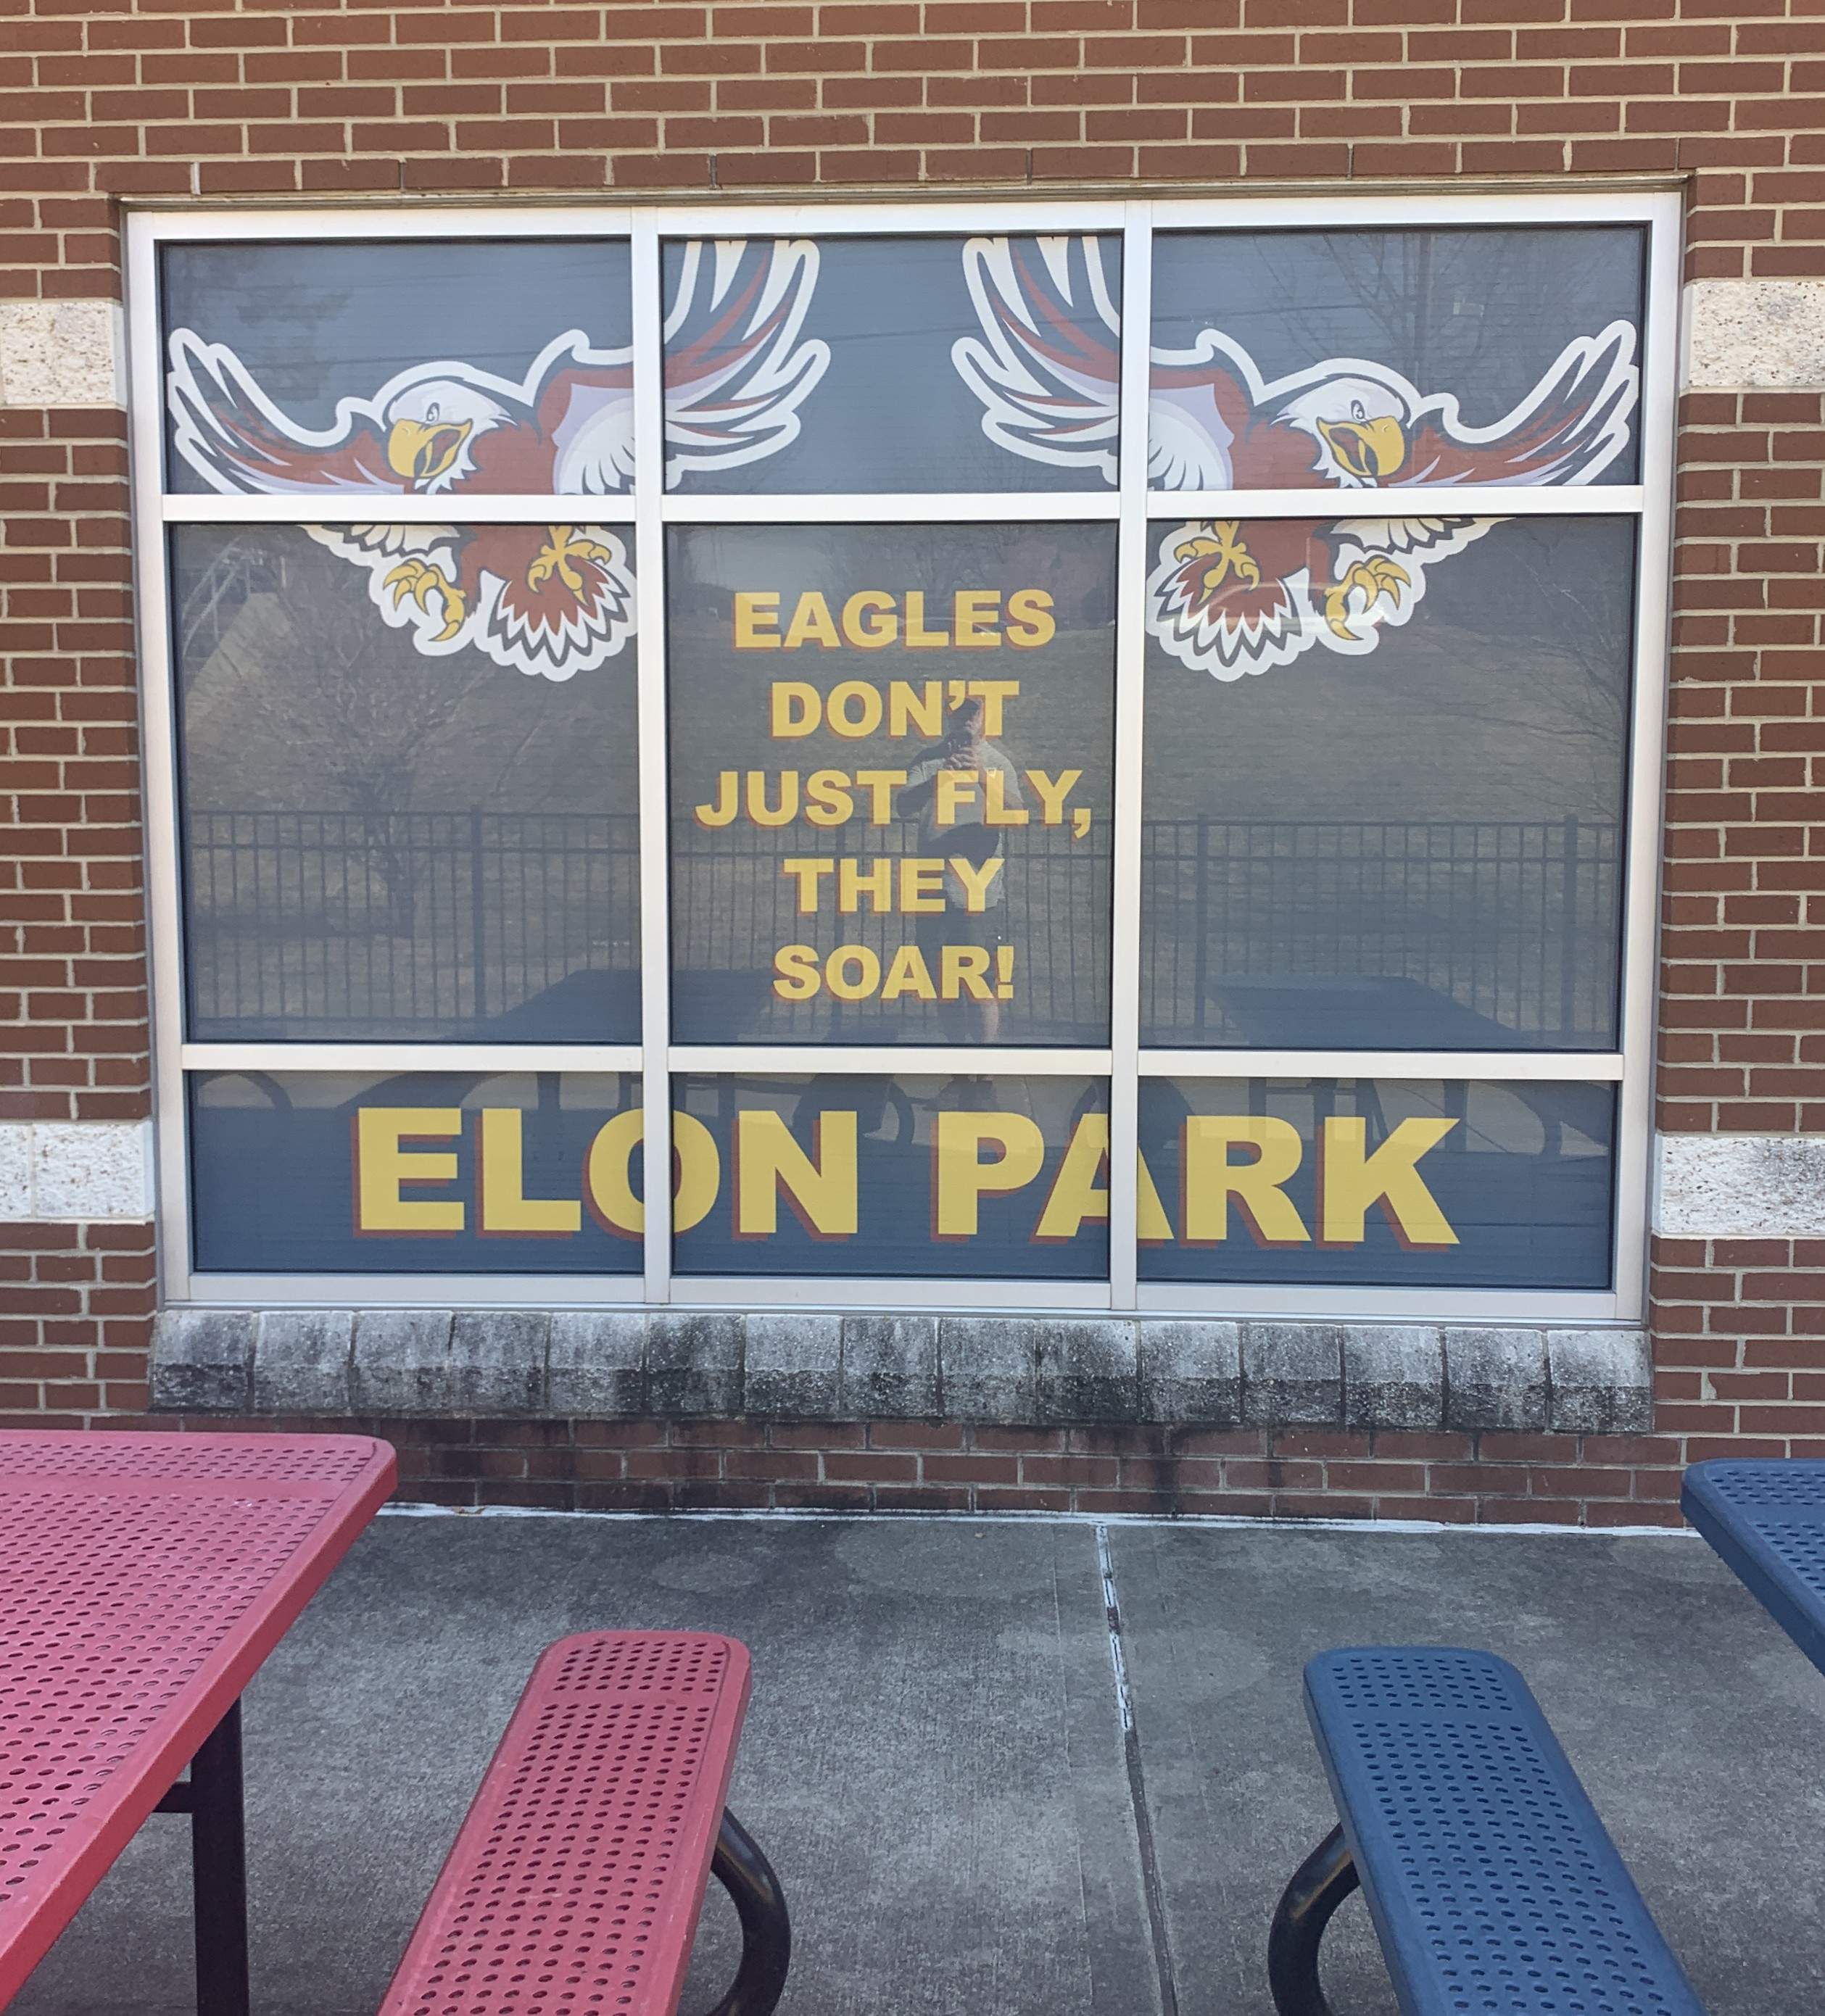 EAGLES
DON'T
JUST FLY,
THEY
SOAR!
ELON PARK